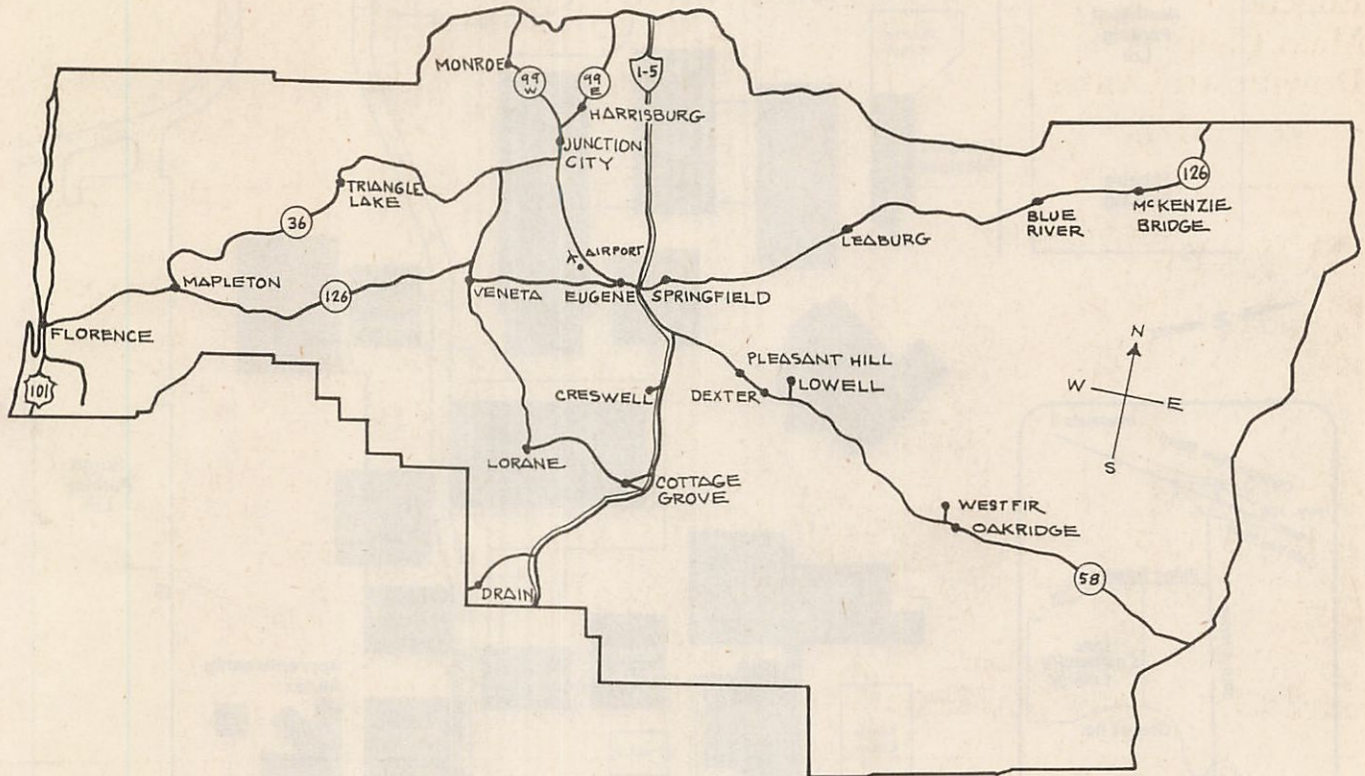 MONROE
99
W
99
E
I-5
HARRISBURG
JUNCTION
CITY
TRIANGLE
LAKE
36
126
BLUE
RIVER
McKENZIE
BRIDGE
LEABURG
AIRPORT
MAPLETON
126
VENETA
EUGENE
SPRINGFIELD
FLORENCE
101
N
W
E
S
PLEASANT HILL
LOWELL
DEXTER
CRESWELL
LORANE
COTTAGE
GROVE
WESTFIR
OAKRIDGE
58
DRAIN